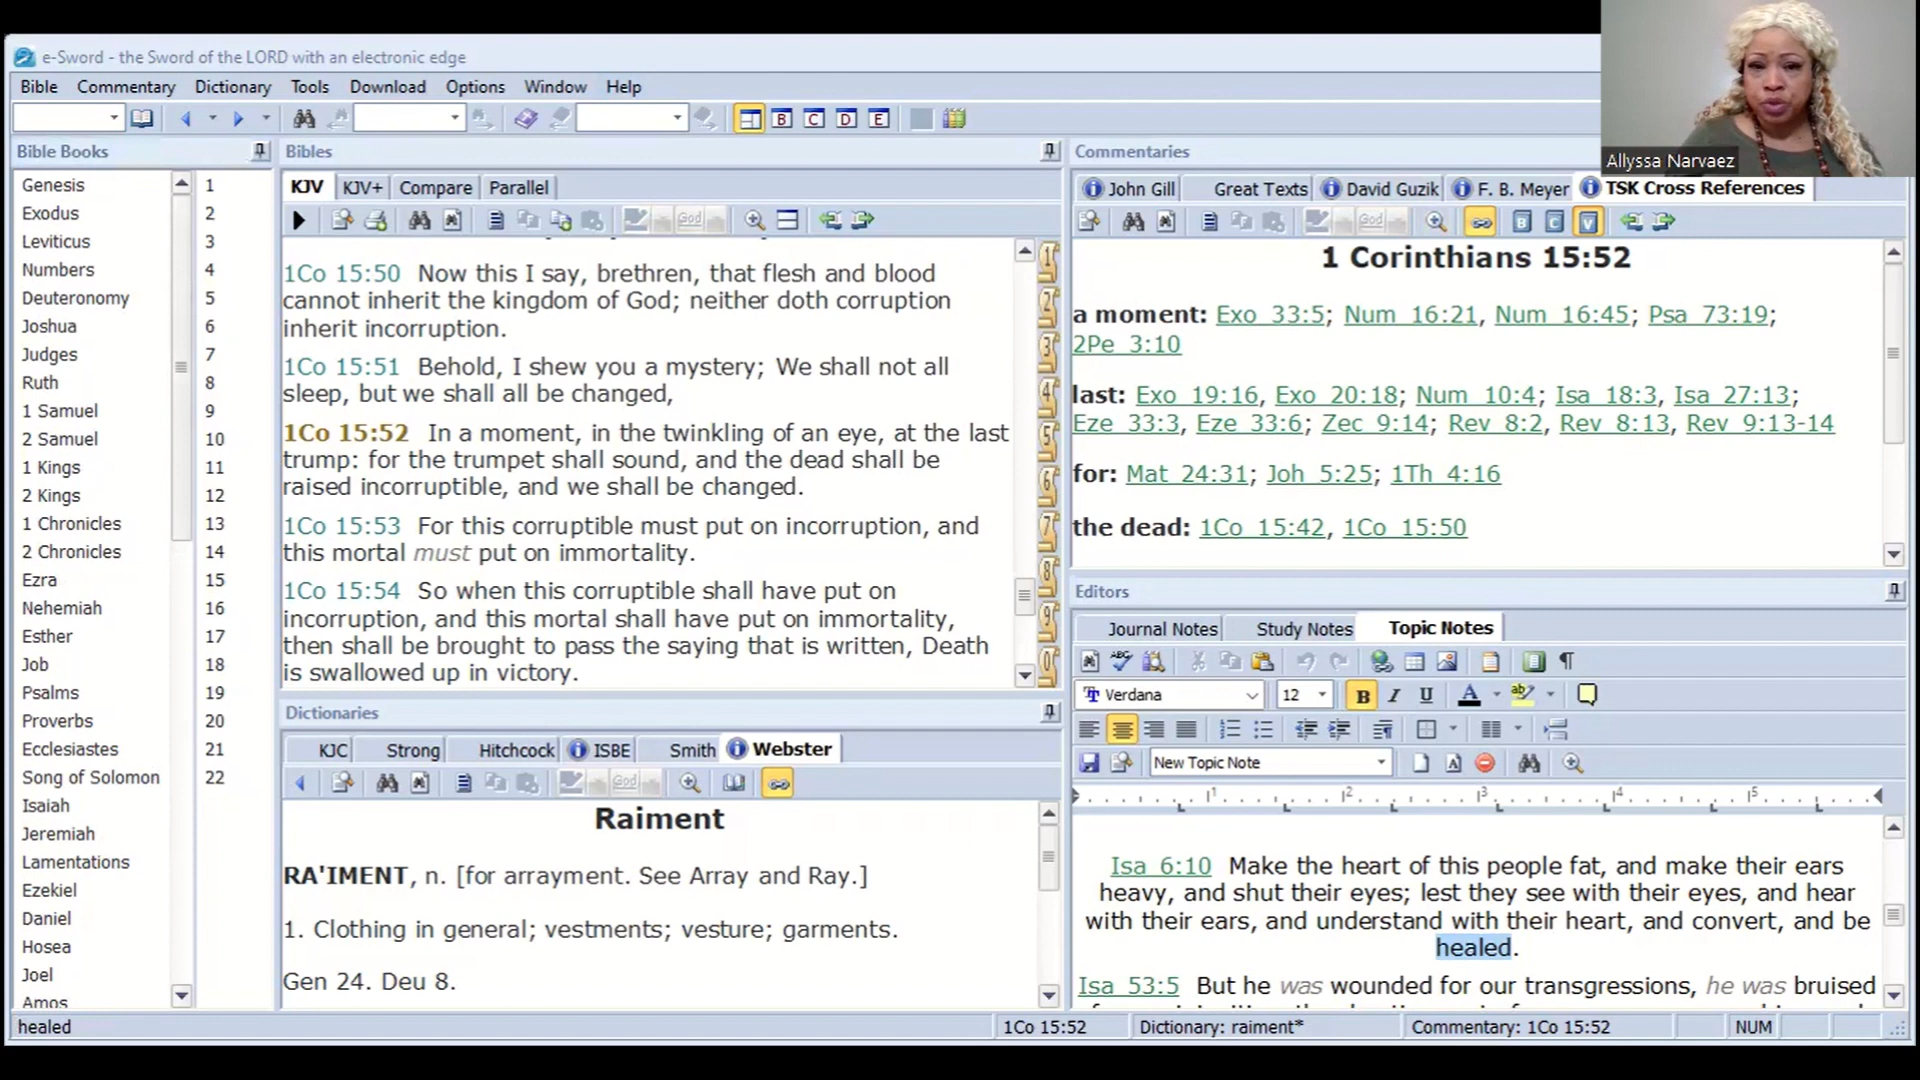 e-Sword - the Sword of the LORD with an electronic edge
Bible Commentary Dictionary Tools Download Options Window Help
B C D E
Allyssa Narvaez
Bible Books
Genesis
Exodus
Leviticus
Numbers
Deuteronomy
Joshua
Judges
Ruth
1 Samuel
2 Samuel
1 Kings
2 Kings
1 Chronicles
2 Chronicles
Ezra
Nehemiah
Esther
Job
Psalms
Proverbs
Ecclesiastes
Song of Solomon
Isaiah
Jeremiah
Lamentations
Ezekiel
Daniel
Hosea
Joel
Amos
1
2
3
4
5
6
7
8
9
10
11
12
13
14
15
16
17
18
19
20
21
22
Bibles
KJV KJV+ Compare Parallel
God
1Co 15:50 Now this I say, brethren, that flesh and blood
cannot inherit the kingdom of God; neither doth corruption
inherit incorruption.
1Co 15:51 Behold, I shew you a mystery; We shall not all
sleep, but we shall all be changed,
1Co 15:52 In a moment, in the twinkling of an eye, at the last
trump: for the trumpet shall sound, and the dead shall be
raised incorruptible, and we shall be changed.
1Co 15:53 For this corruptible must put on incorruption, and
this mortal must put on immortality.
1Co 15:54 So when this corruptible shall have put on
incorruption, and this mortal shall have put on immortality,
then shall be brought to pass the saying that is written, Death
is swallowed up in victory.
1
2
3
4
5
6
7
8
9
0
Dictionaries
KJC Strong Hitchcock ISBE Smith Webster
God
Raiment
RA'IMENT, n. [for arrayment. See Array and Ray.]
1. Clothing in general; vestments; vesture; garments.
Gen 24. Deu 8.
Commentaries
John Gill Great Texts David Guzik F. B. Meyer TSK Cross References
God B C V
1 Corinthians 15:52
a moment: Exo 33:5; Num 16:21, Num 16:45; Psa 73:19;
2Pe 3:10
last: Exo 19:16, Exo 20:18; Num 10:4; Isa 18:3, Isa 27:13;
Eze 33:3, Eze 33:6; Zec 9:14; Rev 8:2, Rev 8:13, Rev 9:13-14
for: Mat 24:31; Joh 5:25; 1Th 4:16
the dead: 1Co 15:42, 1Co 15:50
Editors
Journal Notes Study Notes Topic Notes
ABC ¶
Verdana 12 B I U A ab
New Topic Note A
1 2 3 4 5
Isa 6:10 Make the heart of this people fat, and make their ears
heavy, and shut their eyes; lest they see with their eyes, and hear
with their ears, and understand with their heart, and convert, and be
healed.
Isa 53:5 But he was wounded for our transgressions, he was bruised
healed 1Co 15:52 Dictionary: raiment* Commentary: 1Co 15:52 NUM